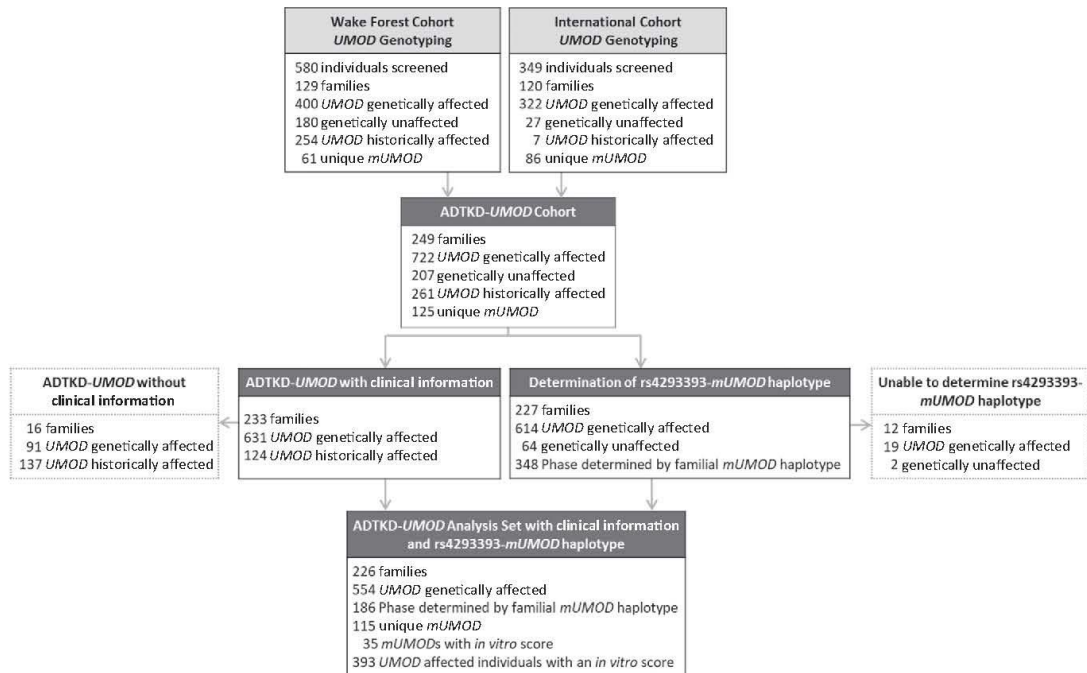 Wake Forest Cohort
UMOD Genotyping
580 individuals screened
129 families
400 UMOD genetically affected
180 genetically unaffected
254 UMOD historically affected
61 unique mUMOD
International Cohort
UMOD Genotyping
349 individuals screened
120 families
322 UMOD genetically affected
27 genetically unaffected
7 UMOD historically affected
86 unique mUMOD
ADTKD-UMOD Cohort
249 families
722 UMOD genetically affected
207 genetically unaffected
261 UMOD historically affected
125 unique mUMOD
ADTKD-UMOD without
clinical information
16 families
91 UMOD genetically affected
137 UMOD historically affected
ADTKD-UMOD with clinical information
233 families
631 UMOD genetically affected
124 UMOD historically affected
Determination of rs4293393-mUMOD haplotype
227 families
614 UMOD genetically affected
64 genetically unaffected
348 Phase determined by familial mUMOD haplotype
Unable to determine rs4293393-
mUMOD haplotype
12 families
19 UMOD genetically affected
2 genetically unaffected
ADTKD-UMOD Analysis Set with clinical information
and rs4293393-mUMOD haplotype
226 families
554 UMOD genetically affected
186 Phase determined by familial mUMOD haplotype
115 unique mUMOD
35 mUMODs with in vitro score
393 UMOD affected individuals with an in vitro score